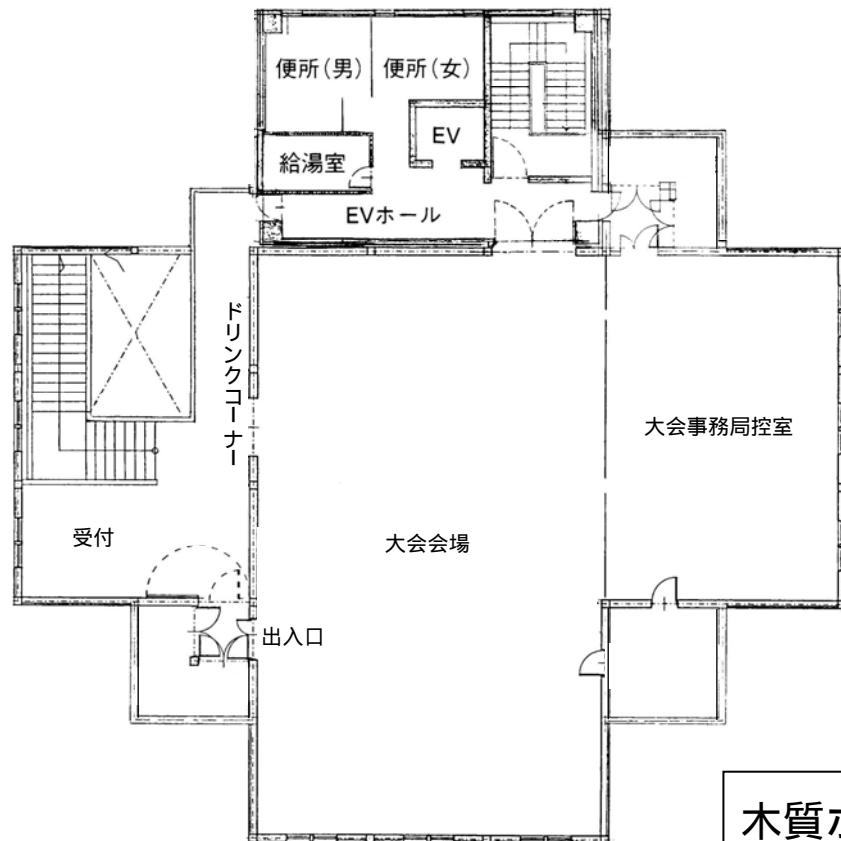 便所(男)
便所(女)
EV
給湯室
EVホール
ドリンクコーナー
大会事務局控室
受付
大会会場
出入口
木質ホ